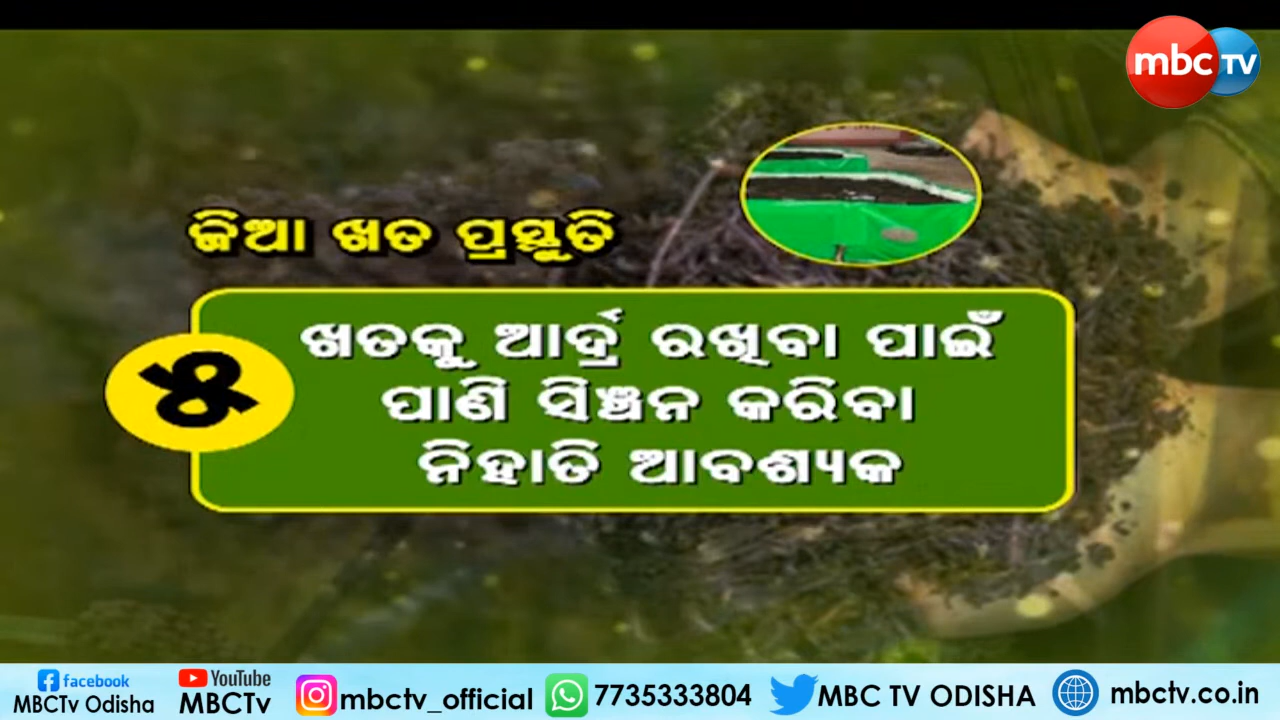 mbc TV
ଜିଆ ଖତ ପ୍ରସ୍ତୁତି
୫
ଖତକୁ ଆର୍ଦ୍ର ରଖିବା ପାଇଁ
ପାଣି ସିଞ୍ଚନ କରିବା
ନିହାତି ଆବଶ୍ୟକ
facebook
MBCTv Odisha
YouTube
MBCTv
mbctv_official
7735333804
MBC TV ODISHA
mbctv.co.in